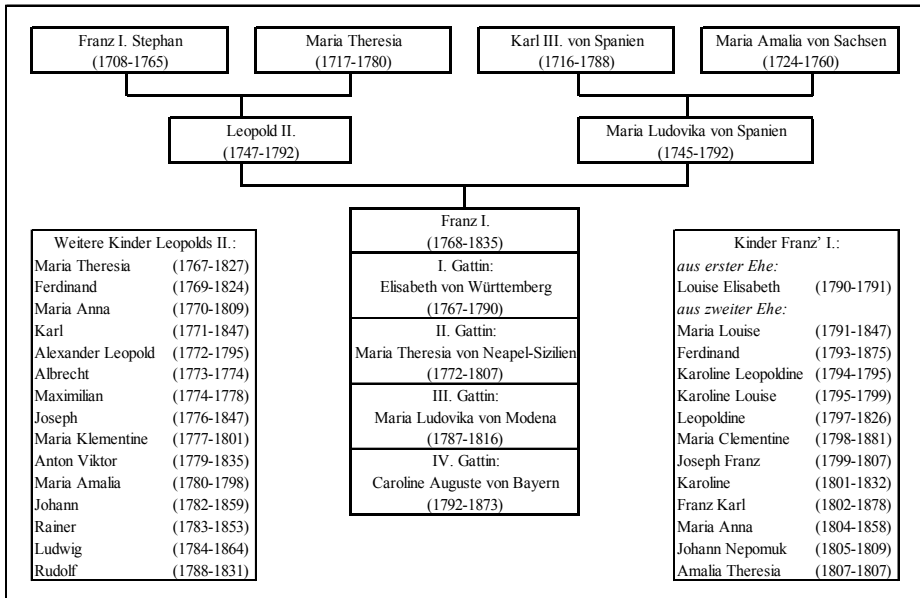 Franz I. Stephan
(1708-1765)
Maria Theresia
(1717-1780)
Karl III. von Spanien
(1716-1788)
Maria Amalia von Sachsen
(1724-1760)
Leopold II.
(1747-1792)
Maria Ludovika von Spanien
(1745-1792)
Franz I.
(1768-1835)
I. Gattin:
Elisabeth von Württemberg
(1767-1790)
II. Gattin:
Maria Theresia von Neapel-Sizilien
(1772-1807)
III. Gattin:
Maria Ludovika von Modena
(1787-1816)
IV. Gattin:
Caroline Auguste von Bayern
(1792-1873)
Weitere Kinder Leopolds II.:
Maria Theresia (1767-1827)
Ferdinand (1769-1824)
Maria Anna (1770-1809)
Karl (1771-1847)
Alexander Leopold (1772-1795)
Albrecht (1773-1774)
Maximilian (1774-1778)
Joseph (1776-1847)
Maria Klementine (1777-1801)
Anton Viktor (1779-1835)
Maria Amalia (1780-1798)
Johann (1782-1859)
Rainer (1783-1853)
Ludwig (1784-1864)
Rudolf (1788-1831)
Kinder Franz' I.:
aus erster Ehe:
Louise Elisabeth (1790-1791)
aus zweiter Ehe:
Maria Louise (1791-1847)
Ferdinand (1793-1875)
Karoline Leopoldine (1794-1795)
Karoline Louise (1795-1799)
Leopoldine (1797-1826)
Maria Clementine (1798-1881)
Joseph Franz (1799-1807)
Karoline (1801-1832)
Franz Karl (1802-1878)
Maria Anna (1804-1858)
Johann Nepomuk (1805-1809)
Amalia Theresia (1807-1807)